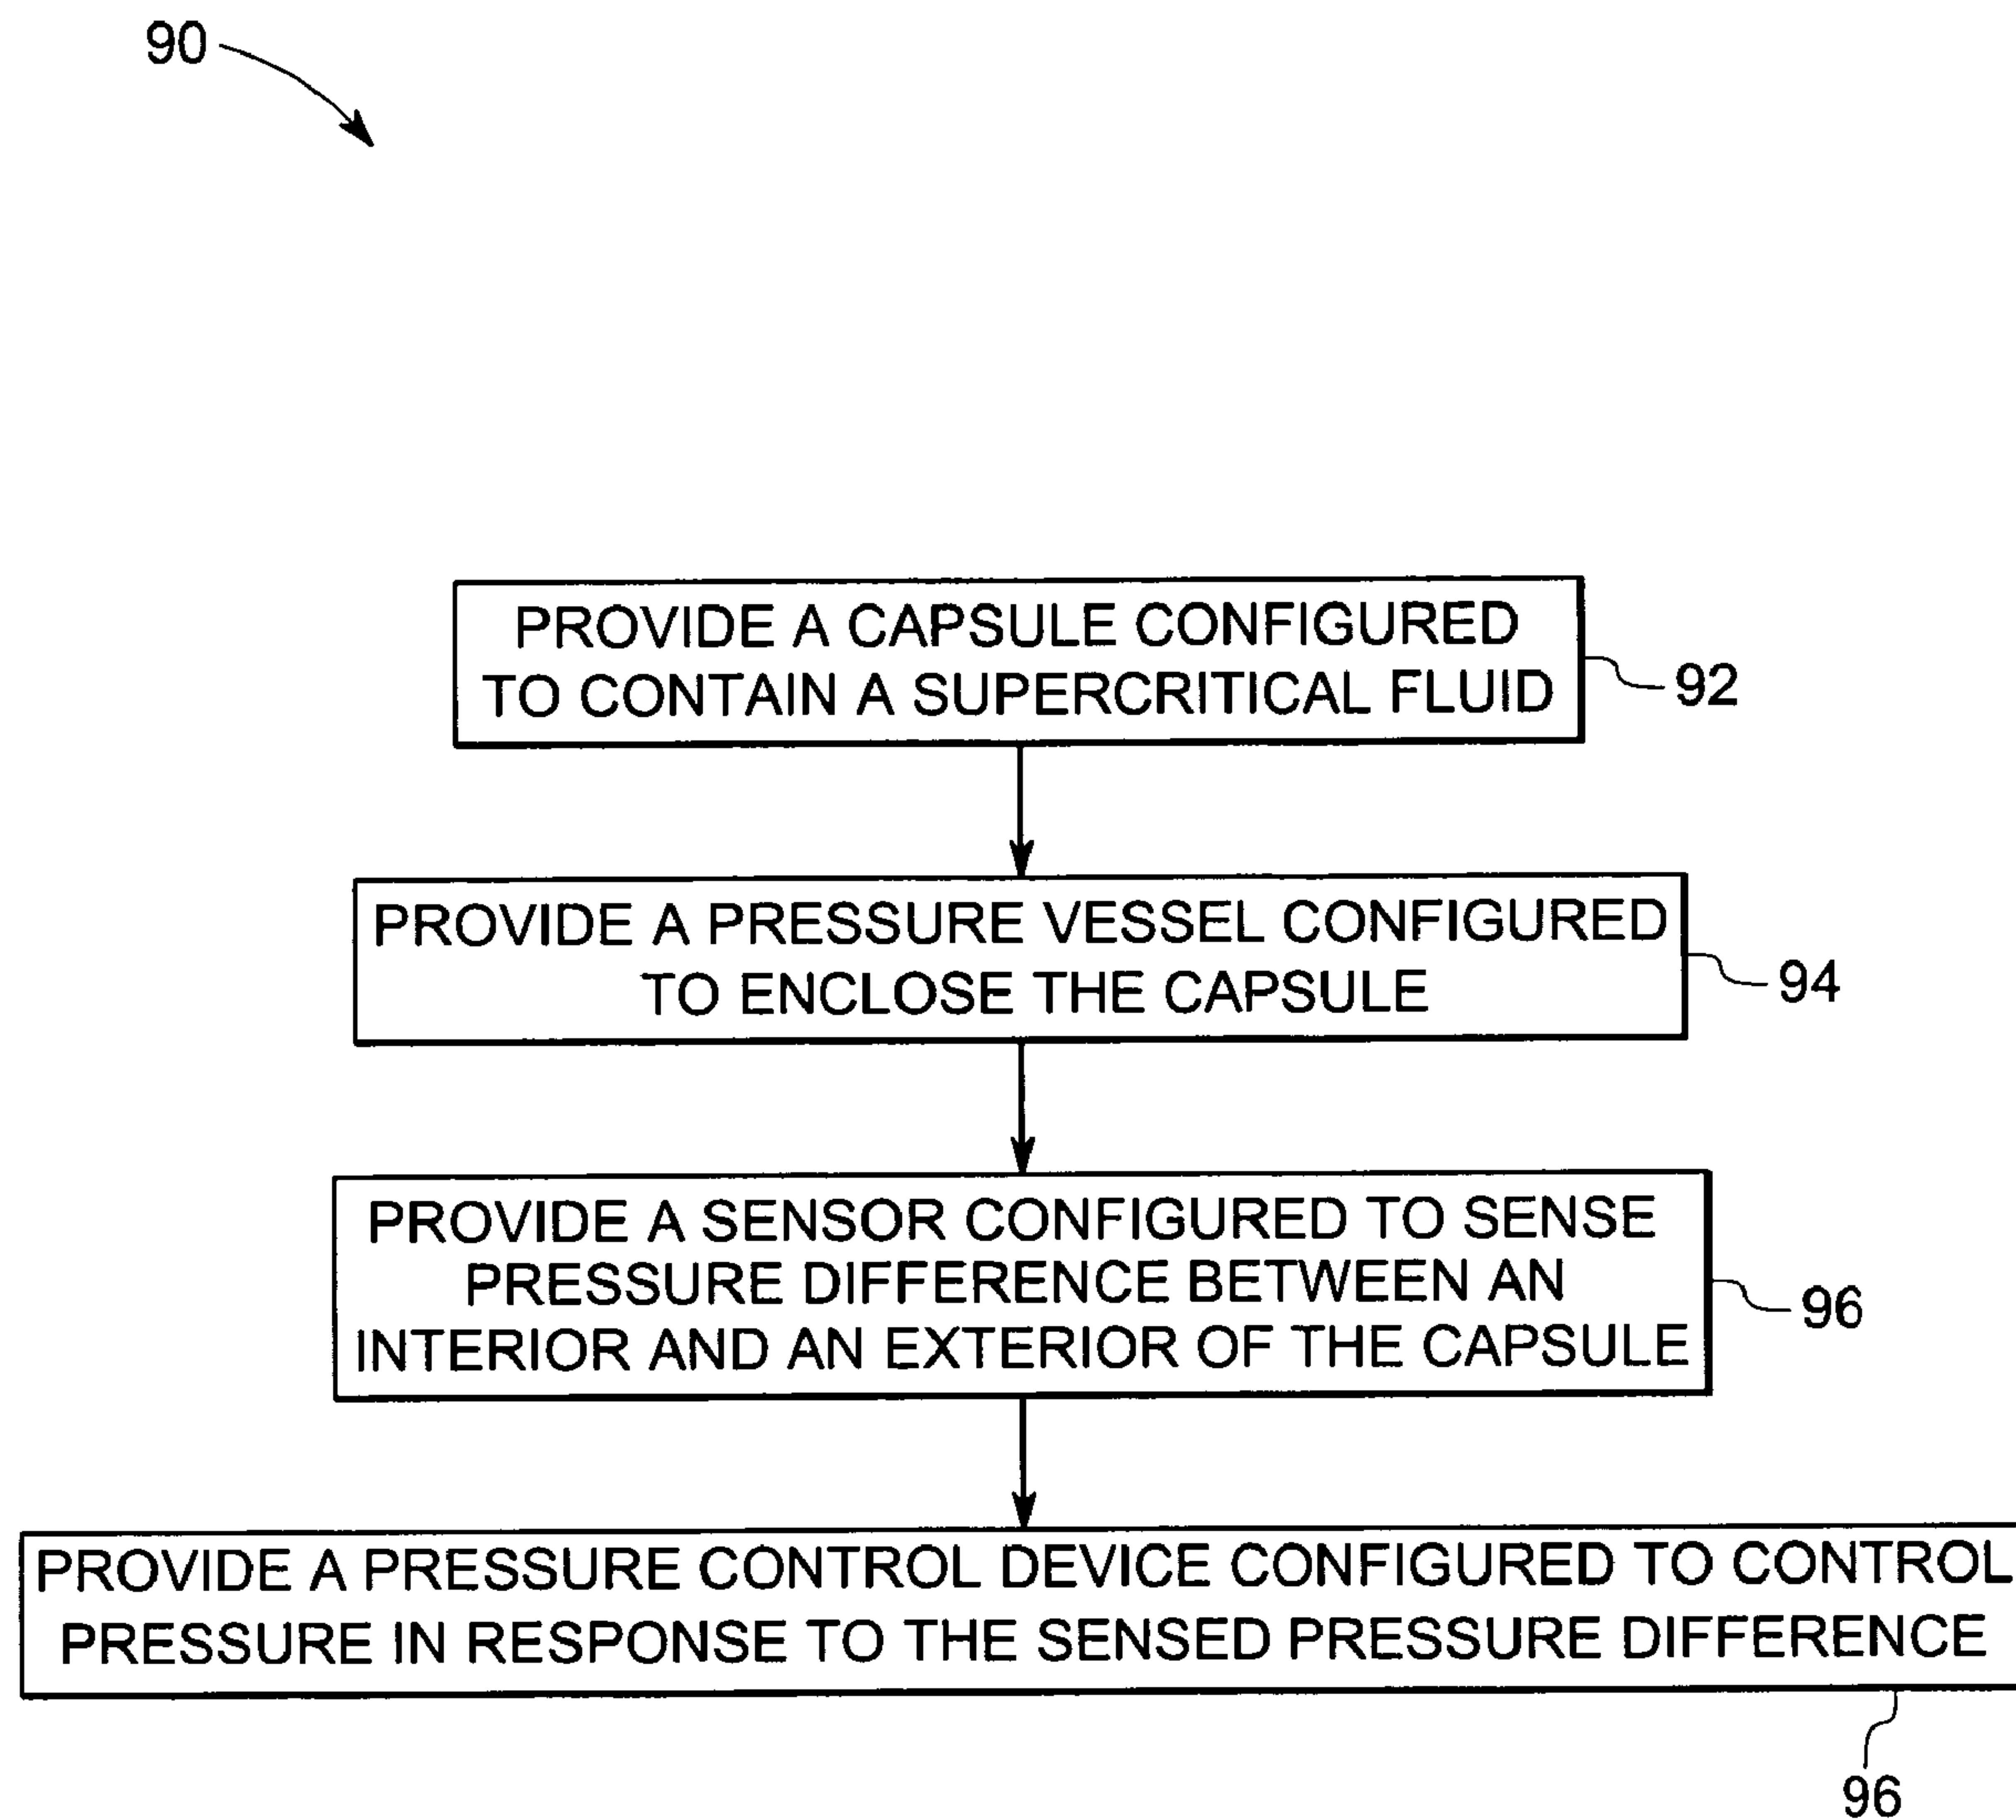 90
PROVIDE A CAPSULE CONFIGURED
TO CONTAIN A SUPERCRITICAL FLUID
92
PROVIDE A PRESSURE VESSEL CONFIGURED
TO ENCLOSE THE CAPSULE
94
PROVIDE A SENSOR CONFIGURED TO SENSE
PRESSURE DIFFERENCE BETWEEN AN
INTERIOR AND AN EXTERIOR OF THE CAPSULE
96
PROVIDE A PRESSURE CONTROL DEVICE CONFIGURED TO CONTROL
PRESSURE IN RESPONSE TO THE SENSED PRESSURE DIFFERENCE
96